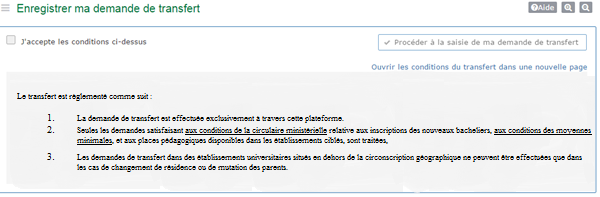 Enregistrer ma demande de transfert
Aide
J'accepte les conditions ci-dessus
Procéder à la saisie de ma demande de transfert
Ouvrir les conditions du transfert dans une nouvelle page
Le transfert est règlementé comme suit :
1. La demande de transfert est effectuée exclusivement à travers cette plateforme.
2. Seules les demandes satisfaisant aux conditions de la circulaire ministérielle relative aux inscriptions des nouveaux bacheliers, aux conditions des moyennes
minimales, et aux places pédagogiques disponibles dans les établissements ciblés, sont traitées,
3. Les demandes de transfert dans des établissements universitaires situés en dehors de la circonscription géographique ne peuvent être effectuées que dans
les cas de changement de résidence ou de mutation des parents.